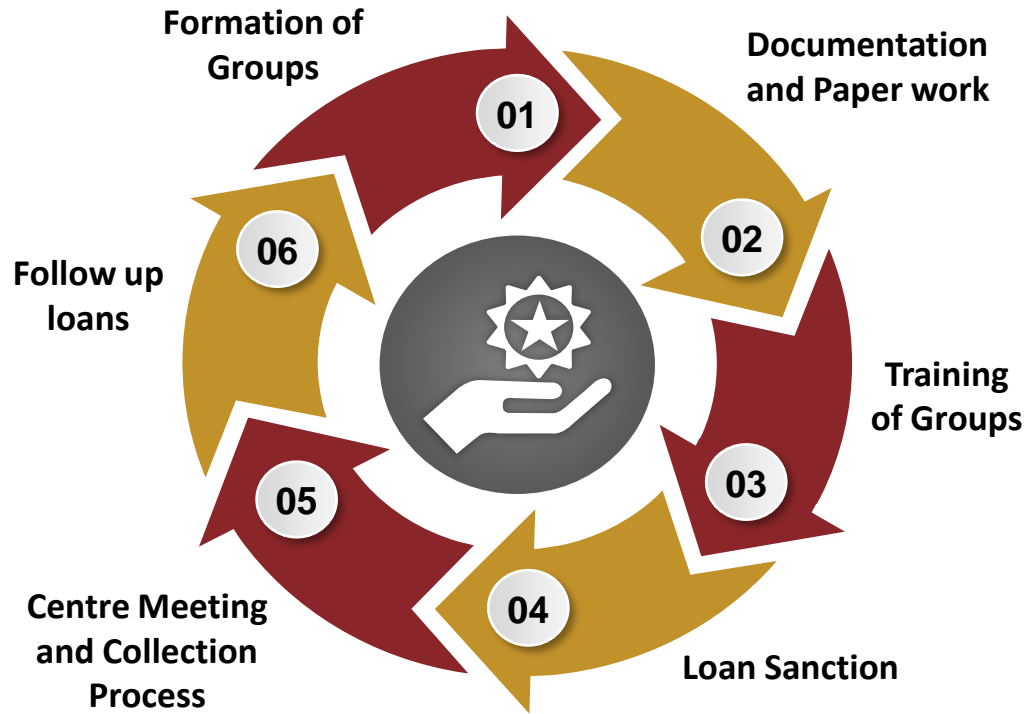 01
Formation of
Groups
02
Documentation
and Paper work
03
Training
of Groups
04
Loan Sanction
05
Centre Meeting
and Collection
Process
06
Follow up
loans